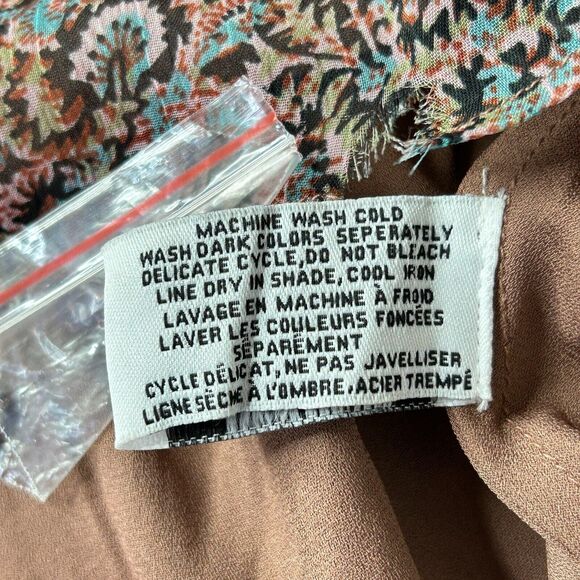 MACHINE WASH COLD
WASH DARK COLORS SEPERATELY
DELICATE CYCLE,DO NOT BLEACH
LINE DRY IN SHADE, COOL IRON
LAVAGE EN MACHINE À FROID
LAVER LES COULEURS FONCÉES
SÉPARÉMENT
CYCLE DÉLICAT, NE PAS JAVELLISER
LIGNE SÈCHE À L'OMBRE, ACIER TREMPÉ